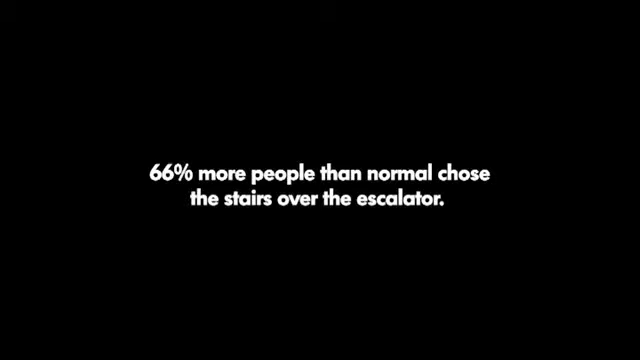 66% more people than normal chose
the stairs over the escalator.